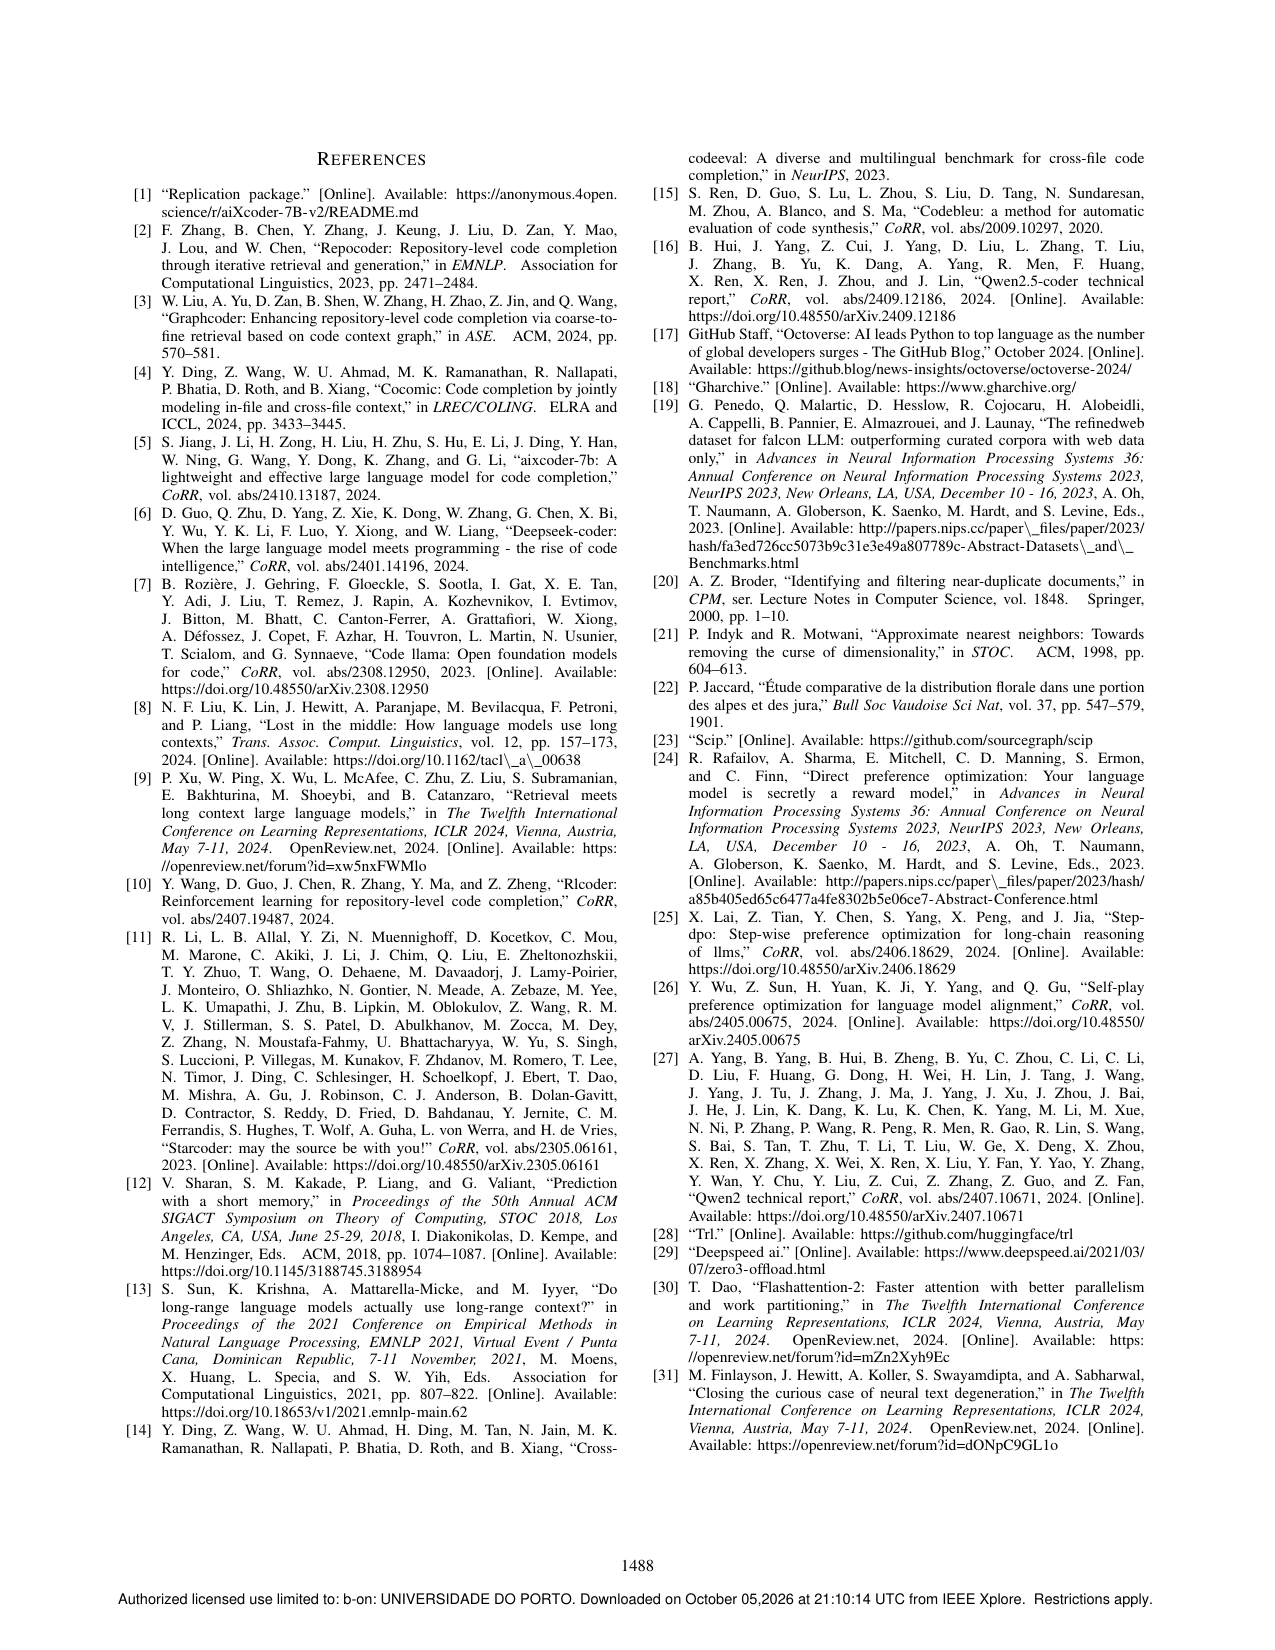 REFERENCES
[1] “Replication package.” [Online]. Available: https://anonymous.4open.
science/r/aiXcoder-7B-v2/README.md
[2] F. Zhang, B. Chen, Y. Zhang, J. Keung, J. Liu, D. Zan, Y. Mao,
J. Lou, and W. Chen, “Repocoder: Repository-level code completion
through iterative retrieval and generation,” in EMNLP. Association for
Computational Linguistics, 2023, pp. 2471–2484.
[3] W. Liu, A. Yu, D. Zan, B. Shen, W. Zhang, H. Zhao, Z. Jin, and Q. Wang,
“Graphcoder: Enhancing repository-level code completion via coarse-to-
fine retrieval based on code context graph,” in ASE. ACM, 2024, pp.
570–581.
[4] Y. Ding, Z. Wang, W. U. Ahmad, M. K. Ramanathan, R. Nallapati,
P. Bhatia, D. Roth, and B. Xiang, “Cocomic: Code completion by jointly
modeling in-file and cross-file context,” in LREC/COLING. ELRA and
ICCL, 2024, pp. 3433–3445.
[5] S. Jiang, J. Li, H. Zong, H. Liu, H. Zhu, S. Hu, E. Li, J. Ding, Y. Han,
W. Ning, G. Wang, Y. Dong, K. Zhang, and G. Li, “aixcoder-7b: A
lightweight and effective large language model for code completion,”
CoRR, vol. abs/2410.13187, 2024.
[6] D. Guo, Q. Zhu, D. Yang, Z. Xie, K. Dong, W. Zhang, G. Chen, X. Bi,
Y. Wu, Y. K. Li, F. Luo, Y. Xiong, and W. Liang, “Deepseek-coder:
When the large language model meets programming - the rise of code
intelligence,” CoRR, vol. abs/2401.14196, 2024.
[7] B. Rozière, J. Gehring, F. Gloeckle, S. Sootla, I. Gat, X. E. Tan,
Y. Adi, J. Liu, T. Remez, J. Rapin, A. Kozhevnikov, I. Evtimov,
J. Bitton, M. Bhatt, C. Canton-Ferrer, A. Grattafiori, W. Xiong,
A. Défossez, J. Copet, F. Azhar, H. Touvron, L. Martin, N. Usunier,
T. Scialom, and G. Synnaeve, “Code llama: Open foundation models
for code,” CoRR, vol. abs/2308.12950, 2023. [Online]. Available:
https://doi.org/10.48550/arXiv.2308.12950
[8] N. F. Liu, K. Lin, J. Hewitt, A. Paranjape, M. Bevilacqua, F. Petroni,
and P. Liang, “Lost in the middle: How language models use long
contexts,” Trans. Assoc. Comput. Linguistics, vol. 12, pp. 157–173,
2024. [Online]. Available: https://doi.org/10.1162/tacl\_a\_00638
[9] P. Xu, W. Ping, X. Wu, L. McAfee, C. Zhu, Z. Liu, S. Subramanian,
E. Bakhturina, M. Shoeybi, and B. Catanzaro, “Retrieval meets
long context large language models,” in The Twelfth International
Conference on Learning Representations, ICLR 2024, Vienna, Austria,
May 7-11, 2024. OpenReview.net, 2024. [Online]. Available: https:
//openreview.net/forum?id=xw5nxFWMlo
[10] Y. Wang, D. Guo, J. Chen, R. Zhang, Y. Ma, and Z. Zheng, “Rlcoder:
Reinforcement learning for repository-level code completion,” CoRR,
vol. abs/2407.19487, 2024.
[11] R. Li, L. B. Allal, Y. Zi, N. Muennighoff, D. Kocetkov, C. Mou,
M. Marone, C. Akiki, J. Li, J. Chim, Q. Liu, E. Zheltonozhskii,
T. Y. Zhuo, T. Wang, O. Dehaene, M. Davaadorj, J. Lamy-Poirier,
J. Monteiro, O. Shliazhko, N. Gontier, N. Meade, A. Zebaze, M. Yee,
L. K. Umapathi, J. Zhu, B. Lipkin, M. Oblokulov, Z. Wang, R. M.
V, J. Stillerman, S. S. Patel, D. Abulkhanov, M. Zocca, M. Dey,
Z. Zhang, N. Moustafa-Fahmy, U. Bhattacharyya, W. Yu, S. Singh,
S. Luccioni, P. Villegas, M. Kunakov, F. Zhdanov, M. Romero, T. Lee,
N. Timor, J. Ding, C. Schlesinger, H. Schoelkopf, J. Ebert, T. Dao,
M. Mishra, A. Gu, J. Robinson, C. J. Anderson, B. Dolan-Gavitt,
D. Contractor, S. Reddy, D. Fried, D. Bahdanau, Y. Jernite, C. M.
Ferrandis, S. Hughes, T. Wolf, A. Guha, L. von Werra, and H. de Vries,
“Starcoder: may the source be with you!” CoRR, vol. abs/2305.06161,
2023. [Online]. Available: https://doi.org/10.48550/arXiv.2305.06161
[12] V. Sharan, S. M. Kakade, P. Liang, and G. Valiant, “Prediction
with a short memory,” in Proceedings of the 50th Annual ACM
SIGACT Symposium on Theory of Computing, STOC 2018, Los
Angeles, CA, USA, June 25-29, 2018, I. Diakonikolas, D. Kempe, and
M. Henzinger, Eds. ACM, 2018, pp. 1074–1087. [Online]. Available:
https://doi.org/10.1145/3188745.3188954
[13] S. Sun, K. Krishna, A. Mattarella-Micke, and M. Iyyer, “Do
long-range language models actually use long-range context?” in
Proceedings of the 2021 Conference on Empirical Methods in
Natural Language Processing, EMNLP 2021, Virtual Event / Punta
Cana, Dominican Republic, 7-11 November, 2021, M. Moens,
X. Huang, L. Specia, and S. W. Yih, Eds. Association for
Computational Linguistics, 2021, pp. 807–822. [Online]. Available:
https://doi.org/10.18653/v1/2021.emnlp-main.62
[14] Y. Ding, Z. Wang, W. U. Ahmad, H. Ding, M. Tan, N. Jain, M. K.
Ramanathan, R. Nallapati, P. Bhatia, D. Roth, and B. Xiang, “Cross-
codeeval: A diverse and multilingual benchmark for cross-file code
completion,” in NeurIPS, 2023.
[15] S. Ren, D. Guo, S. Lu, L. Zhou, S. Liu, D. Tang, N. Sundaresan,
M. Zhou, A. Blanco, and S. Ma, “Codebleu: a method for automatic
evaluation of code synthesis,” CoRR, vol. abs/2009.10297, 2020.
[16] B. Hui, J. Yang, Z. Cui, J. Yang, D. Liu, L. Zhang, T. Liu,
J. Zhang, B. Yu, K. Dang, A. Yang, R. Men, F. Huang,
X. Ren, X. Ren, J. Zhou, and J. Lin, “Qwen2.5-coder technical
report,” CoRR, vol. abs/2409.12186, 2024. [Online]. Available:
https://doi.org/10.48550/arXiv.2409.12186
[17] GitHub Staff, “Octoverse: AI leads Python to top language as the number
of global developers surges - The GitHub Blog,” October 2024. [Online].
Available: https://github.blog/news-insights/octoverse/octoverse-2024/
[18] “Gharchive.” [Online]. Available: https://www.gharchive.org/
[19] G. Penedo, Q. Malartic, D. Hesslow, R. Cojocaru, H. Alobeidli,
A. Cappelli, B. Pannier, E. Almazrouei, and J. Launay, “The refinedweb
dataset for falcon LLM: outperforming curated corpora with web data
only,” in Advances in Neural Information Processing Systems 36:
Annual Conference on Neural Information Processing Systems 2023,
NeurIPS 2023, New Orleans, LA, USA, December 10 - 16, 2023, A. Oh,
T. Naumann, A. Globerson, K. Saenko, M. Hardt, and S. Levine, Eds.,
2023. [Online]. Available: http://papers.nips.cc/paper\_files/paper/2023/
hash/fa3ed726cc5073b9c31e3e49a807789c-Abstract-Datasets\_and\_
Benchmarks.html
[20] A. Z. Broder, “Identifying and filtering near-duplicate documents,” in
CPM, ser. Lecture Notes in Computer Science, vol. 1848. Springer,
2000, pp. 1–10.
[21] P. Indyk and R. Motwani, “Approximate nearest neighbors: Towards
removing the curse of dimensionality,” in STOC. ACM, 1998, pp.
604–613.
[22] P. Jaccard, “Étude comparative de la distribution florale dans une portion
des alpes et des jura,” Bull Soc Vaudoise Sci Nat, vol. 37, pp. 547–579,
1901.
[23] “Scip.” [Online]. Available: https://github.com/sourcegraph/scip
[24] R. Rafailov, A. Sharma, E. Mitchell, C. D. Manning, S. Ermon,
and C. Finn, “Direct preference optimization: Your language
model is secretly a reward model,” in Advances in Neural
Information Processing Systems 36: Annual Conference on Neural
Information Processing Systems 2023, NeurIPS 2023, New Orleans,
LA, USA, December 10 - 16, 2023, A. Oh, T. Naumann,
A. Globerson, K. Saenko, M. Hardt, and S. Levine, Eds., 2023.
[Online]. Available: http://papers.nips.cc/paper\_files/paper/2023/hash/
a85b405ed65c6477a4fe8302b5e06ce7-Abstract-Conference.html
[25] X. Lai, Z. Tian, Y. Chen, S. Yang, X. Peng, and J. Jia, “Step-
dpo: Step-wise preference optimization for long-chain reasoning
of llms,” CoRR, vol. abs/2406.18629, 2024. [Online]. Available:
https://doi.org/10.48550/arXiv.2406.18629
[26] Y. Wu, Z. Sun, H. Yuan, K. Ji, Y. Yang, and Q. Gu, “Self-play
preference optimization for language model alignment,” CoRR, vol.
abs/2405.00675, 2024. [Online]. Available: https://doi.org/10.48550/
arXiv.2405.00675
[27] A. Yang, B. Yang, B. Hui, B. Zheng, B. Yu, C. Zhou, C. Li, C. Li,
D. Liu, F. Huang, G. Dong, H. Wei, H. Lin, J. Tang, J. Wang,
J. Yang, J. Tu, J. Zhang, J. Ma, J. Yang, J. Xu, J. Zhou, J. Bai,
J. He, J. Lin, K. Dang, K. Lu, K. Chen, K. Yang, M. Li, M. Xue,
N. Ni, P. Zhang, P. Wang, R. Peng, R. Men, R. Gao, R. Lin, S. Wang,
S. Bai, S. Tan, T. Zhu, T. Li, T. Liu, W. Ge, X. Deng, X. Zhou,
X. Ren, X. Zhang, X. Wei, X. Ren, X. Liu, Y. Fan, Y. Yao, Y. Zhang,
Y. Wan, Y. Chu, Y. Liu, Z. Cui, Z. Zhang, Z. Guo, and Z. Fan,
“Qwen2 technical report,” CoRR, vol. abs/2407.10671, 2024. [Online].
Available: https://doi.org/10.48550/arXiv.2407.10671
[28] “Trl.” [Online]. Available: https://github.com/huggingface/trl
[29] “Deepspeed ai.” [Online]. Available: https://www.deepspeed.ai/2021/03/
07/zero3-offload.html
[30] T. Dao, “Flashattention-2: Faster attention with better parallelism
and work partitioning,” in The Twelfth International Conference
on Learning Representations, ICLR 2024, Vienna, Austria, May
7-11, 2024. OpenReview.net, 2024. [Online]. Available: https:
//openreview.net/forum?id=mZn2Xyh9Ec
[31] M. Finlayson, J. Hewitt, A. Koller, S. Swayamdipta, and A. Sabharwal,
“Closing the curious case of neural text degeneration,” in The Twelfth
International Conference on Learning Representations, ICLR 2024,
Vienna, Austria, May 7-11, 2024. OpenReview.net, 2024. [Online].
Available: https://openreview.net/forum?id=dONpC9GL1o
1488
Authorized licensed use limited to: b-on: UNIVERSIDADE DO PORTO. Downloaded on October 05,2026 at 21:10:14 UTC from IEEE Xplore. Restrictions apply.